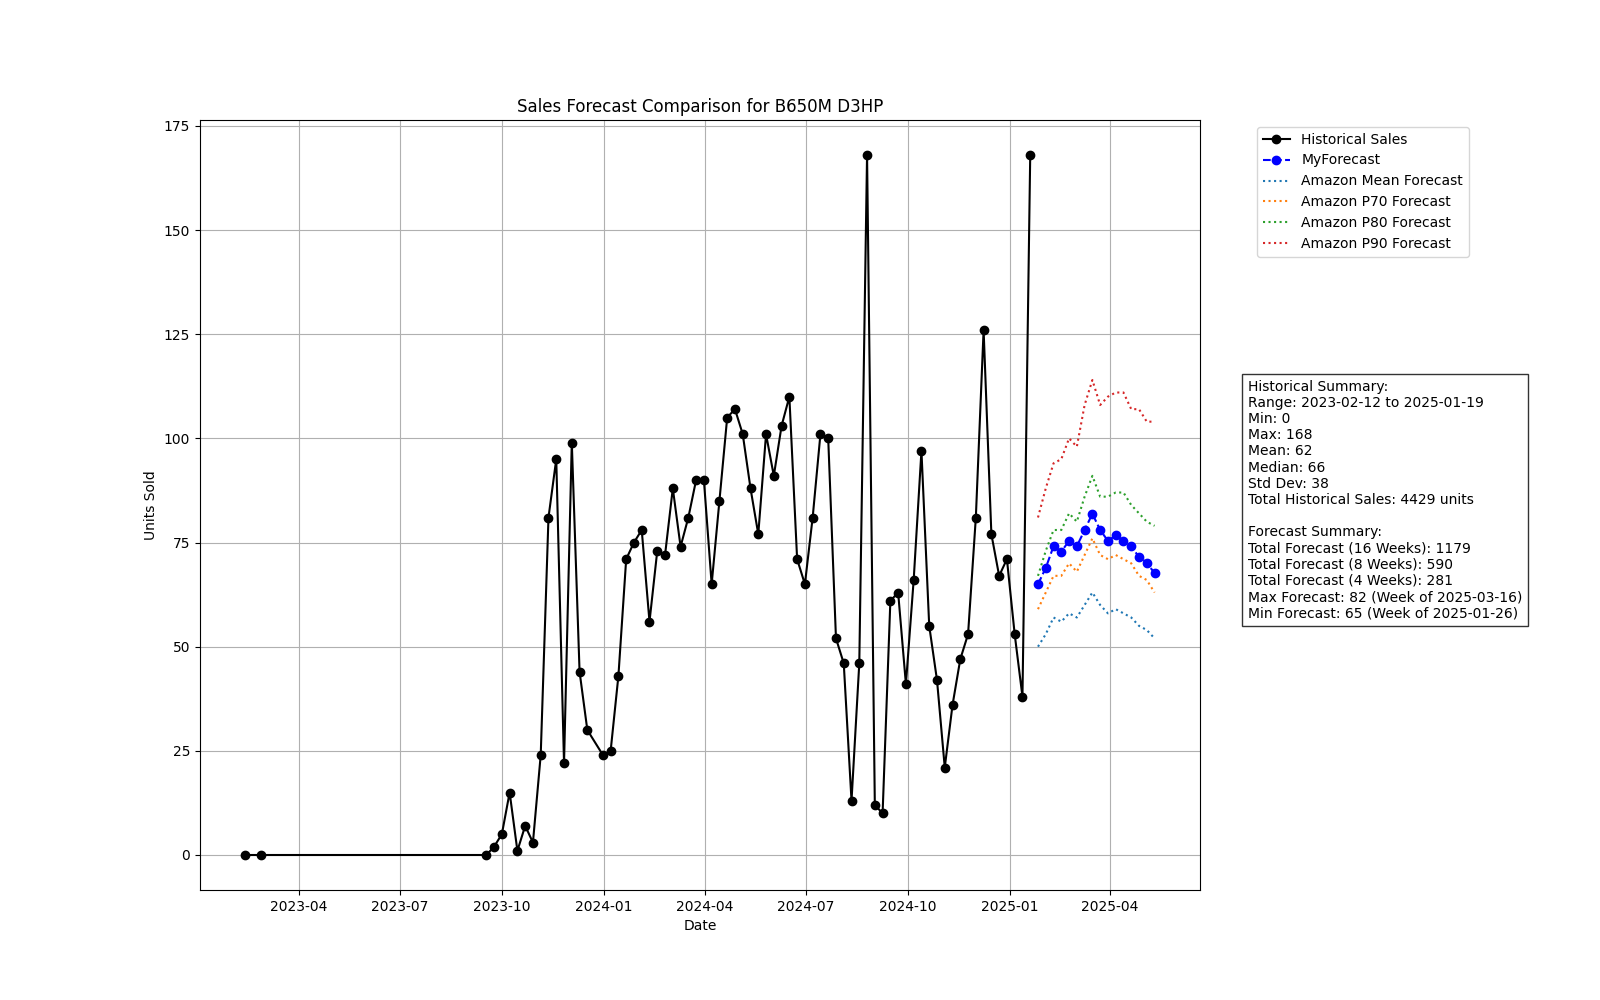 Sales Forecast Comparison for B650M D3HP
175
150
125
100
75
50
25
0
Units Sold
2023-04
2023-07
2023-10
2024-01
2024-04
2024-07
2024-10
2025-01
2025-04
Date
Historical Sales
MyForecast
Amazon Mean Forecast
Amazon P70 Forecast
Amazon P80 Forecast
Amazon P90 Forecast
Historical Summary:
Range: 2023-02-12 to 2025-01-19
Min: 0
Max: 168
Mean: 62
Median: 66
Std Dev: 38
Total Historical Sales: 4429 units
Forecast Summary:
Total Forecast (16 Weeks): 1179
Total Forecast (8 Weeks): 590
Total Forecast (4 Weeks): 281
Max Forecast: 82 (Week of 2025-03-16)
Min Forecast: 65 (Week of 2025-01-26)